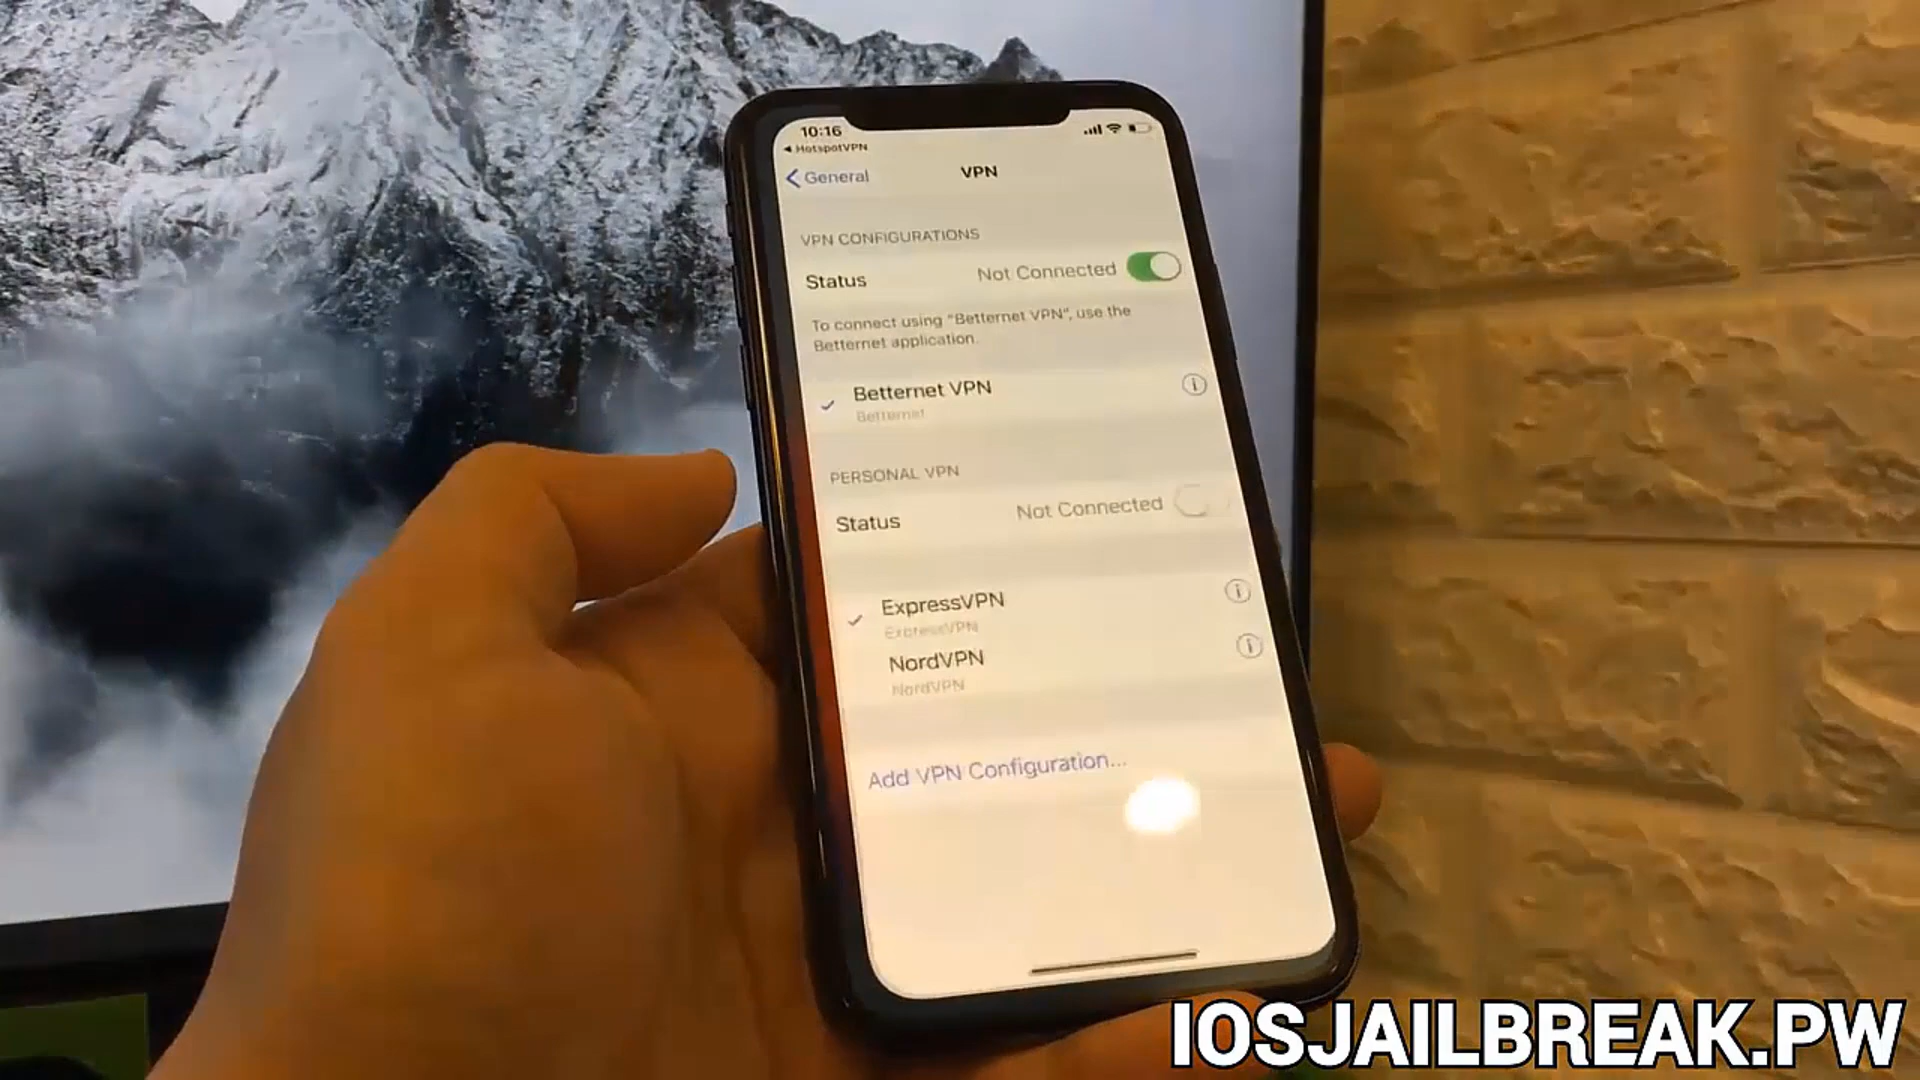 10:16
HotspotVPN
General
VPN
VPN CONFIGURATIONS
Status Not Connected
To connect using "Betternet VPN", use the
Betternet application.
Betternet VPN
Betternet
PERSONAL VPN
Status Not Connected
ExpressVPN
ExpressVPN
NordVPN
NordVPN
Add VPN Configuration...
IOSJAILBREAK.PW